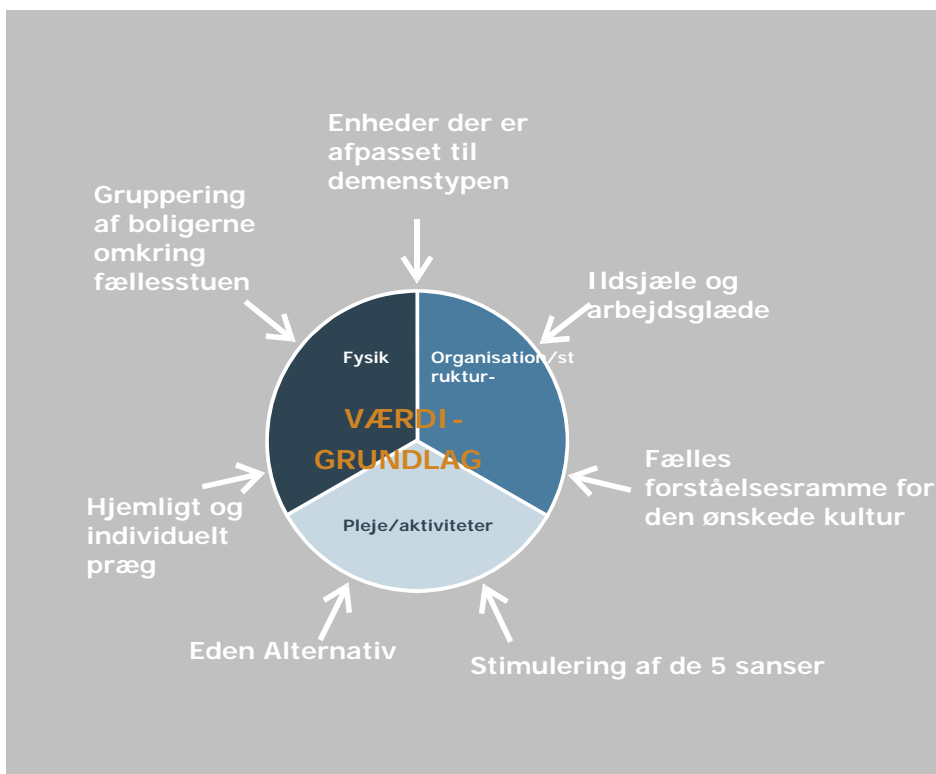 Enheder der er
afpasset til
demenstypen
Gruppering
af boligerne
omkring
fællesstuen
Ildsjæle og
arbejdsglæde
Fysik
Organisation/st
ruktur-
VÆRDI-
GRUNDLAG
Fælles
forståelsesramme for
den ønskede kultur
Hjemligt og
individuelt
præg
Pleje/aktiviteter
Eden Alternativ
Stimulering af de 5 sanser